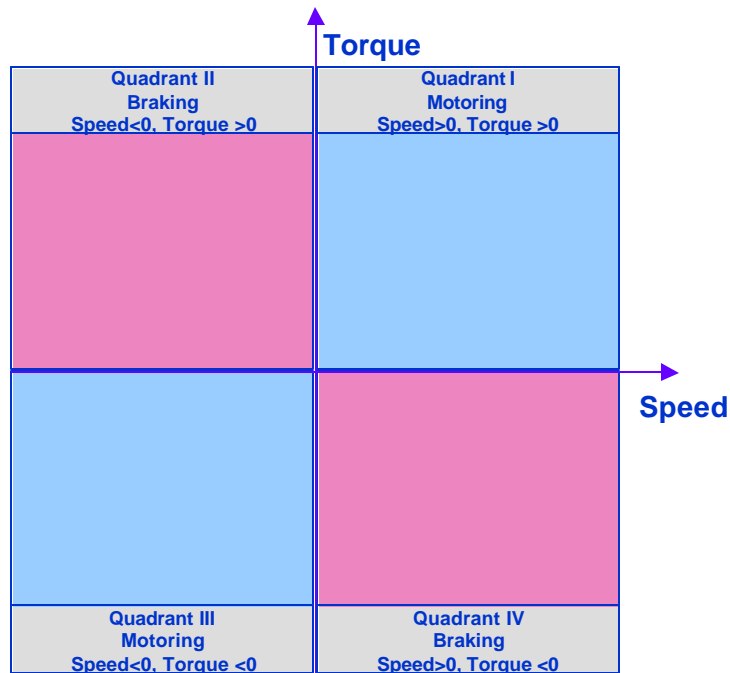 Torque
Quadrant II
Braking
Speed<0, Torque >0
Quadrant I
Motoring
Speed>0, Torque >0
Speed
Quadrant III
Motoring
Speed<0, Torque <0
Quadrant IV
Braking
Speed>0, Torque <0